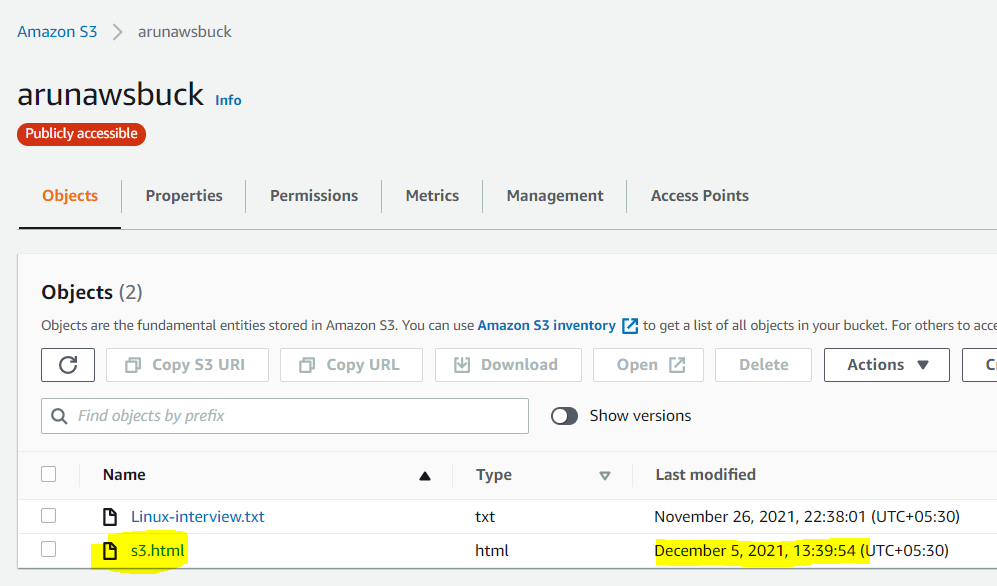 Amazon S3 > arunawsbuck
arunawsbuck Info
Publicly accessible
Objects Properties Permissions Metrics Management Access Points
Objects (2)
Objects are the fundamental entities stored in Amazon S3. You can use Amazon S3 inventory to get a list of all objects in your bucket. For others to acce
Copy S3 URI Copy URL Download Open Delete Actions
Find objects by prefix Show versions
Name Type Last modified
Linux-interview.txt txt November 26, 2021, 22:38:01 (UTC+05:30)
s3.html html December 5, 2021, 13:39:54 (UTC+05:30)